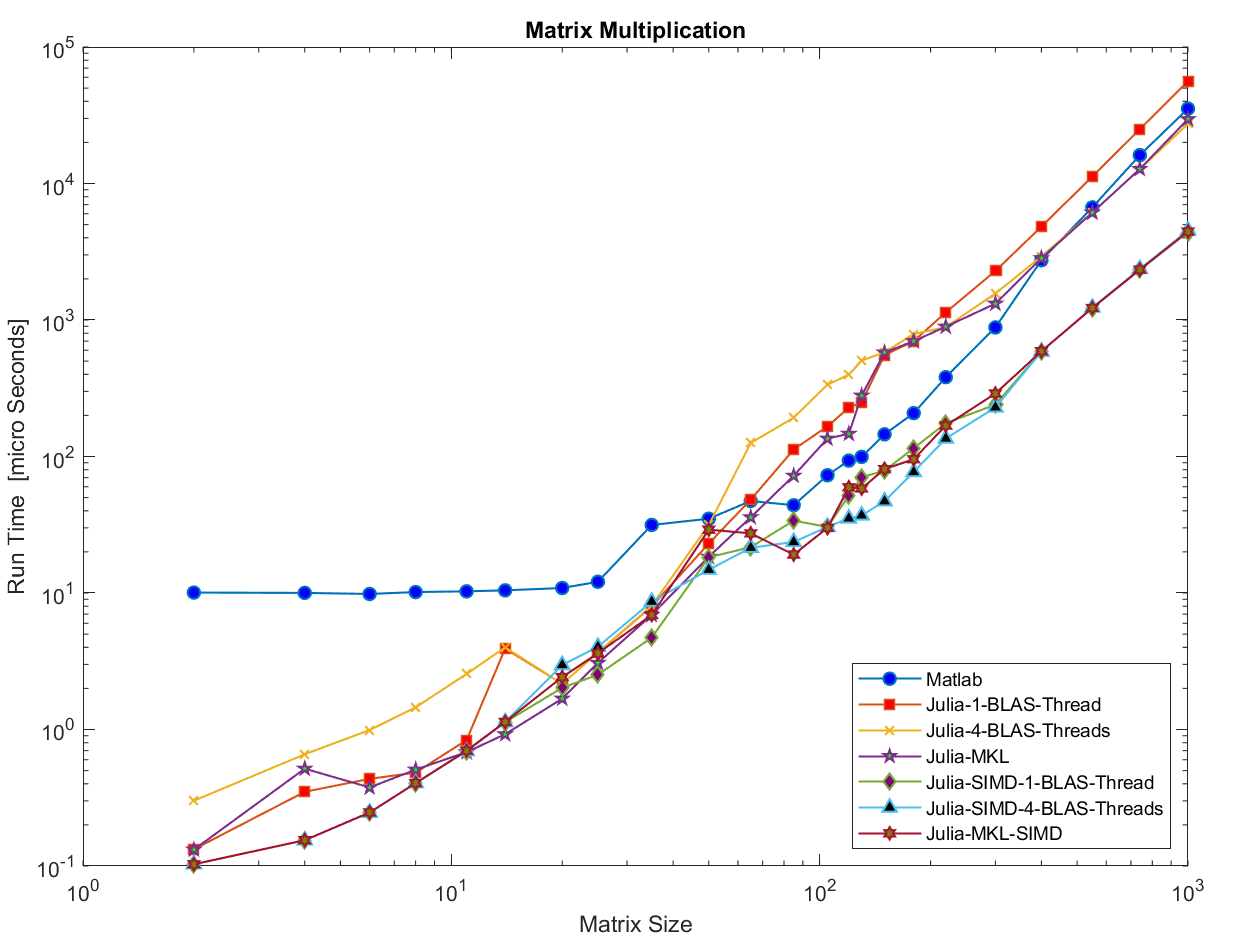 Matrix Multiplication
Run Time [micro Seconds]
10^5
10^4
10^3
10^2
10^1
10^0
10^-1
10^0
10^1
10^2
10^3
Matrix Size
Matlab
Julia-1-BLAS-Thread
Julia-4-BLAS-Threads
Julia-MKL
Julia-SIMD-1-BLAS-Thread
Julia-SIMD-4-BLAS-Threads
Julia-MKL-SIMD